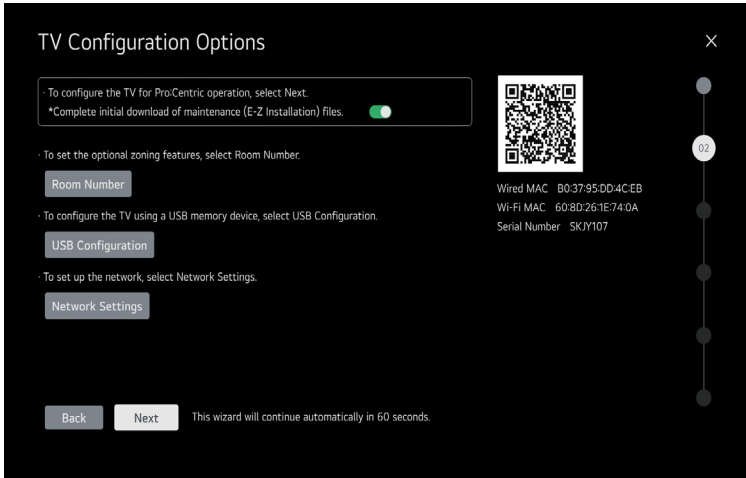 TV Configuration Options
· To configure the TV for Pro:Centric operation, select Next.
*Complete initial download of maintenance (E-Z Installation) files.
· To set the optional zoning features, select Room Number.
Room Number
· To configure the TV using a USB memory device, select USB Configuration.
USB Configuration
· To set up the network, select Network Settings.
Network Settings
Back
Next
This wizard will continue automatically in 60 seconds.
Wired MAC B0:37:95:DD:4C:EB
Wi-Fi MAC 60:8D:26:1E:74:0A
Serial Number SKJY107
02